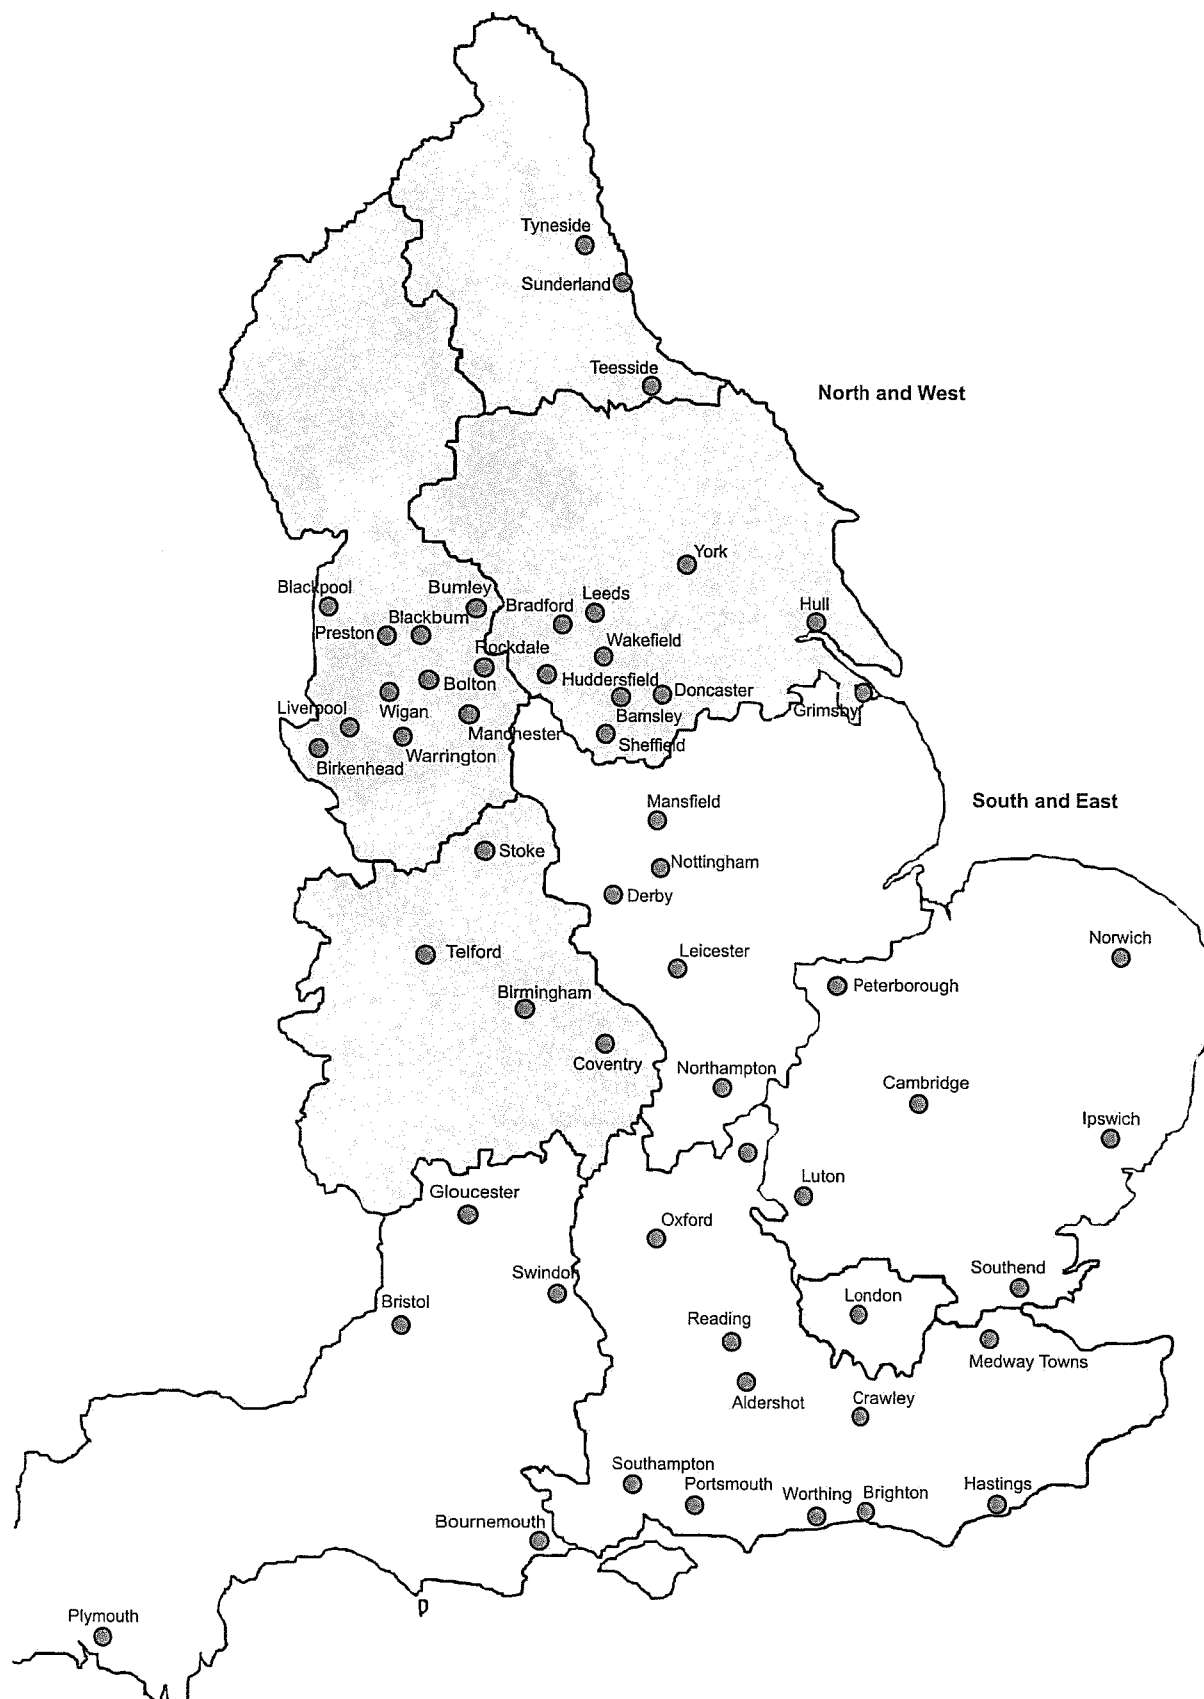 Tyneside
Sunderland
Teesside
North and West
York
Blackpool
Burnley
Bradford
Leeds
Hull
Preston
Blackburn
Rockdale
Wakefield
Huddersfield
Doncaster
Bolton
Liverpool
Wigan
Barnsley
Grimsby
Manchester
Sheffield
Warrington
Birkenhead
Mansfield
South and East
Stoke
Nottingham
Derby
Norwich
Telford
Leicester
Peterborough
Birmingham
Coventry
Northampton
Cambridge
Ipswich
Luton
Gloucester
Oxford
Swindon
Southend
Bristol
London
Reading
Medway Towns
Aldershot
Crawley
Southampton
Portsmouth
Worthing
Brighton
Hastings
Bournemouth
Plymouth